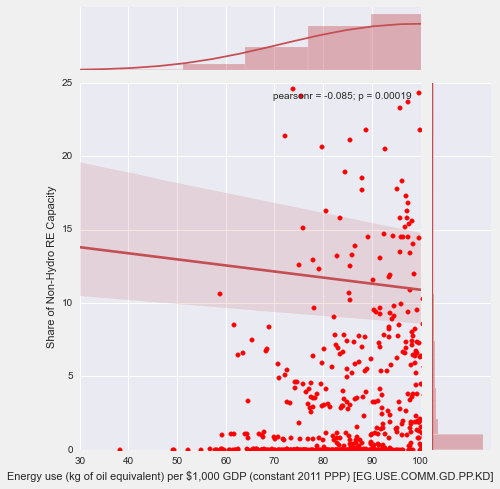 pearsonr = -0.085; p = 0.00019
25
20
15
10
5
0
Share of Non-Hydro RE Capacity
30 40 50 60 70 80 90 100
Energy use (kg of oil equivalent) per $1,000 GDP (constant 2011 PPP) [EG.USE.COMM.GD.PP.KD]